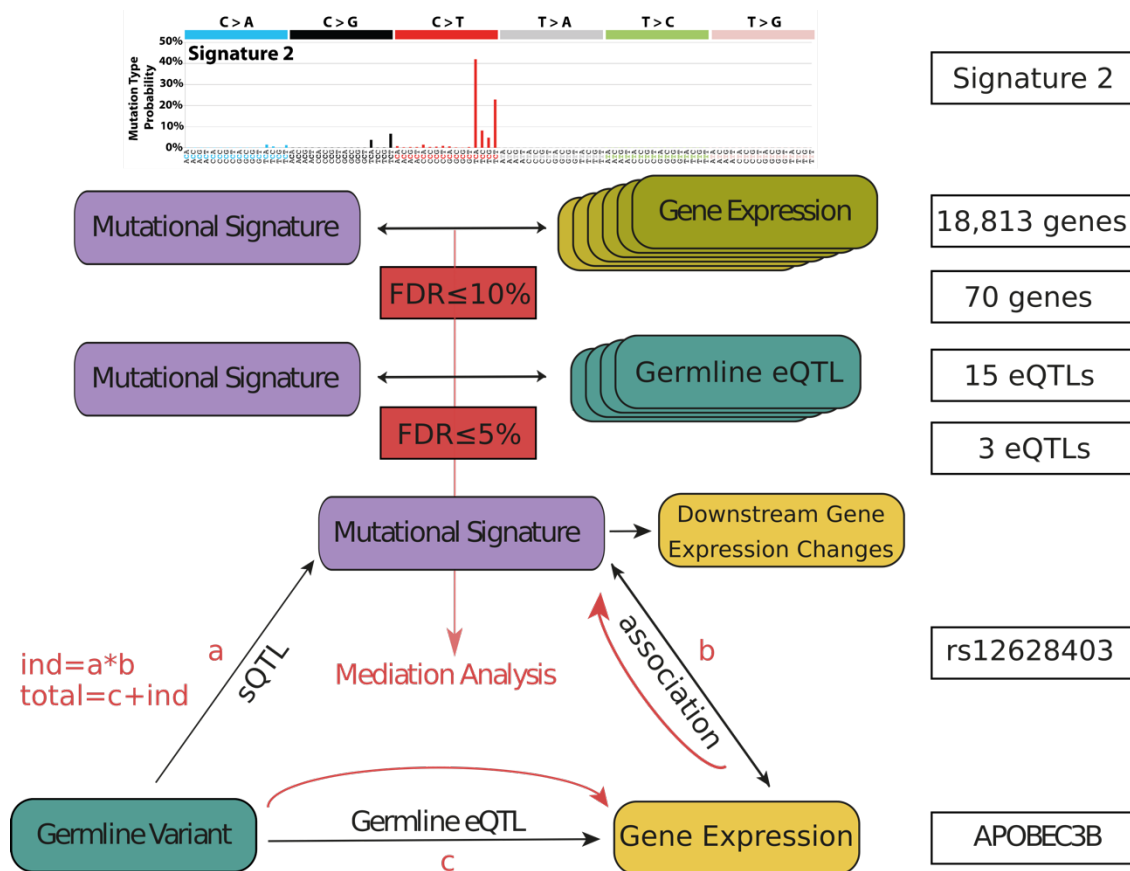 C > A C > G C > T T > A T > C T > G
Signature 2
Mutation Type
Probability
50%
40%
30%
20%
10%
0%
Signature 2
Mutational Signature
Gene Expression
18,813 genes
FDR≤10%
70 genes
Mutational Signature
Germline eQTL
15 eQTLs
FDR≤5%
3 eQTLs
Mutational Signature
Downstream Gene
Expression Changes
a
sQTL
ind=a*b
total=c+ind
Mediation Analysis
b
association
rs12628403
Germline Variant
Germline eQTL
c
Gene Expression
APOBEC3B